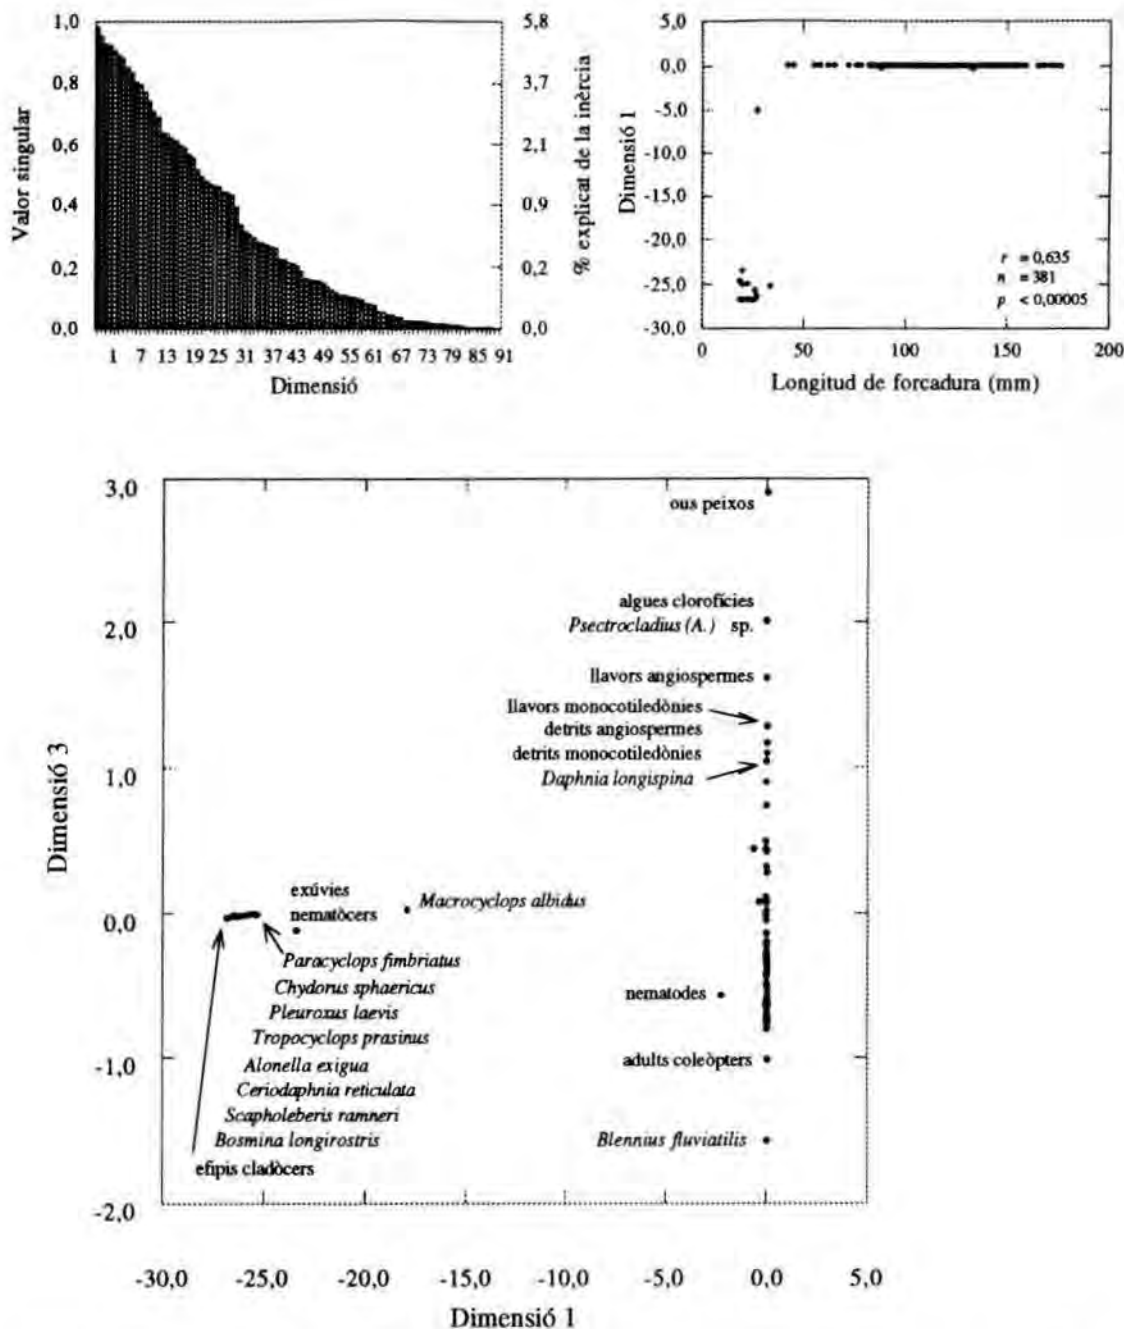 1,0
0,8
0,6
0,4
0,2
0,0
Valor singular
5,8
3,7
2,1
0,9
0,2
0,0
% explicat de la inèrcia
1 7 13 19 25 31 37 43 49 55 61 67 73 79 85 91
Dimensió
5,0
0,0
-5,0
-10,0
-15,0
-20,0
-25,0
-30,0
Dimensió 1
r = 0,635
n = 381
p < 0,00005
0 50 100 150 200
Longitud de forcadura (mm)
3,0
2,0
1,0
0,0
-1,0
-2,0
Dimensió 3
ous peixos
algues clorofícies
Psectrocladius (A.) sp.
llavors angiospermes
llavors monocotiledònies
detrits angiospermes
detrits monocotiledònies
Daphnia longispina
exúvies
nematòcers
Macrocyclops albidus
Paracyclops fimbriatus
Chydorus sphaericus
Pleuroxus laevis
Tropocyclops prasinus
Alonella exigua
Ceriodaphnia reticulata
Scapholeberis ramneri
Bosmina longirostris
efipis cladòcers
nematodes
adults coleòpters
Blennius fluviatilis
-30,0 -25,0 -20,0 -15,0 -10,0 -5,0 0,0 5,0
Dimensió 1